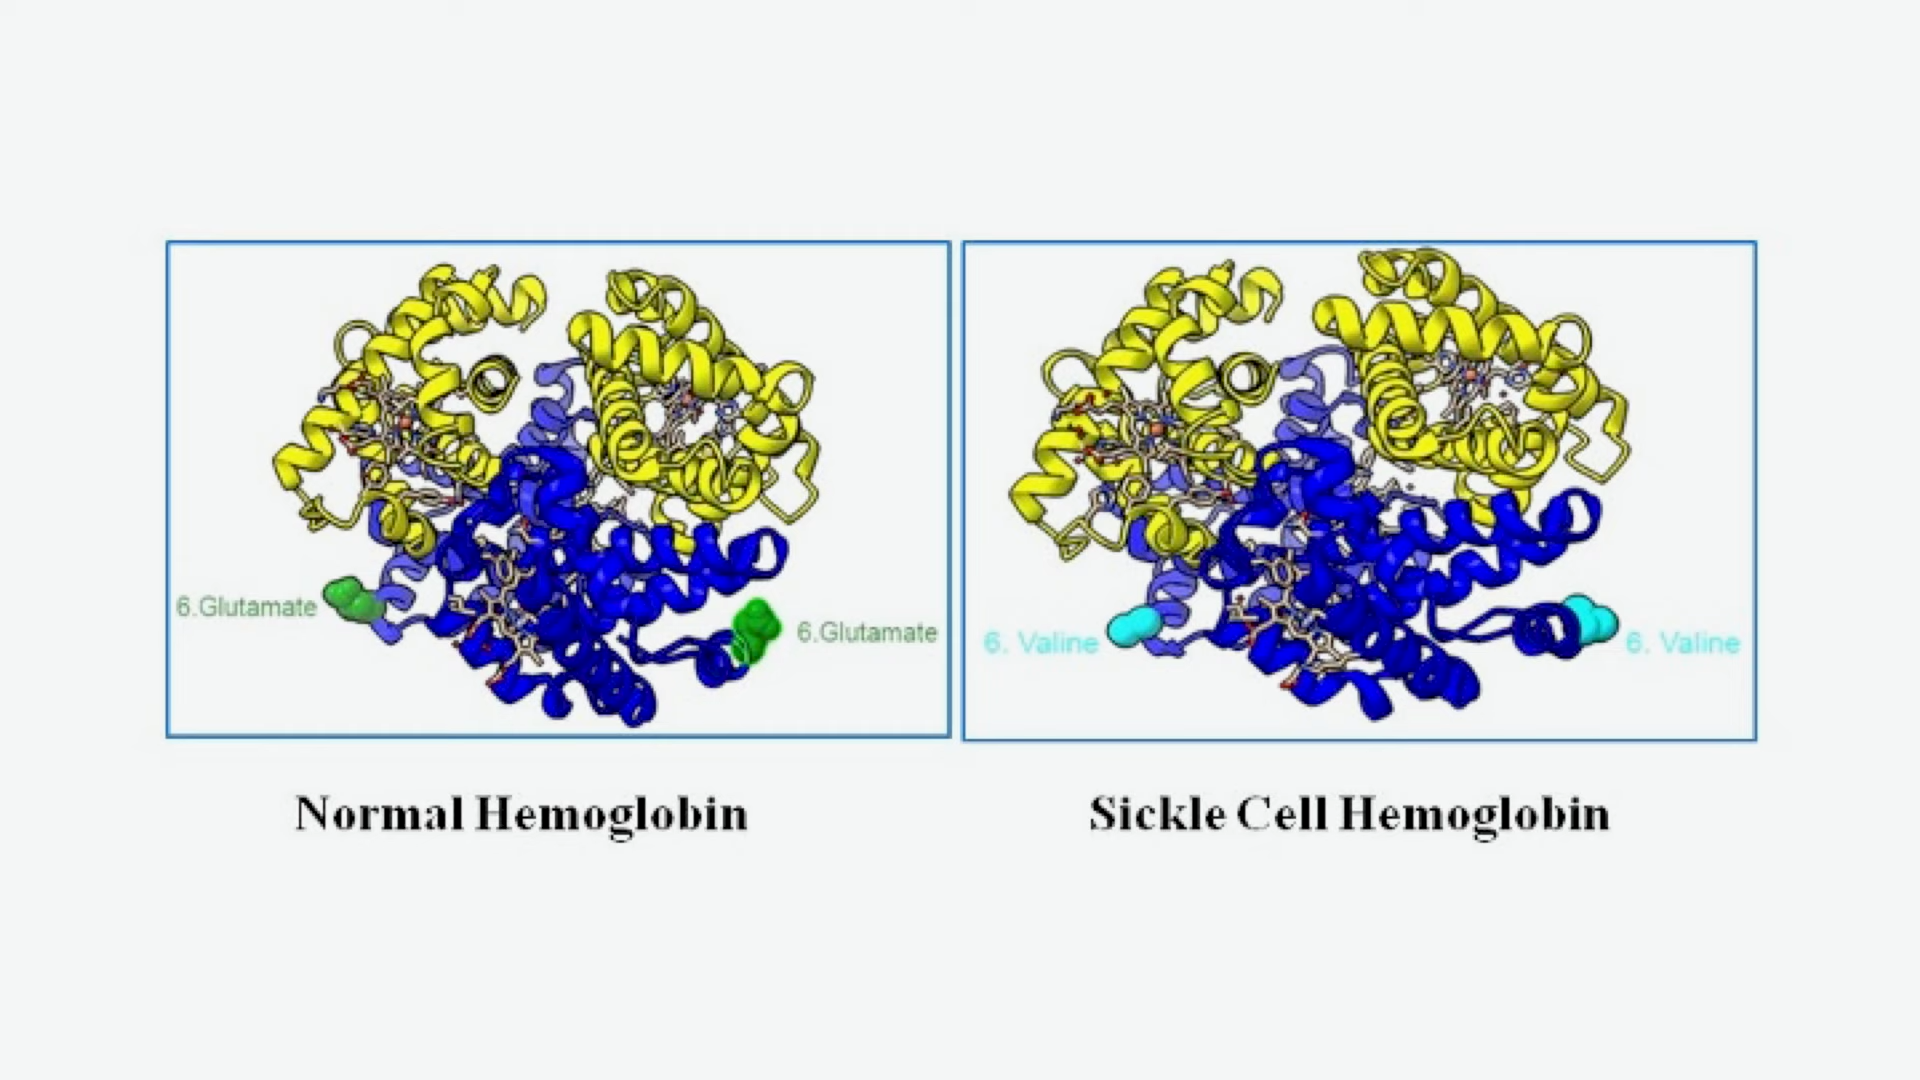 6.Glutamate
6.Glutamate
6. Valine
6. Valine
Normal Hemoglobin
Sickle Cell Hemoglobin